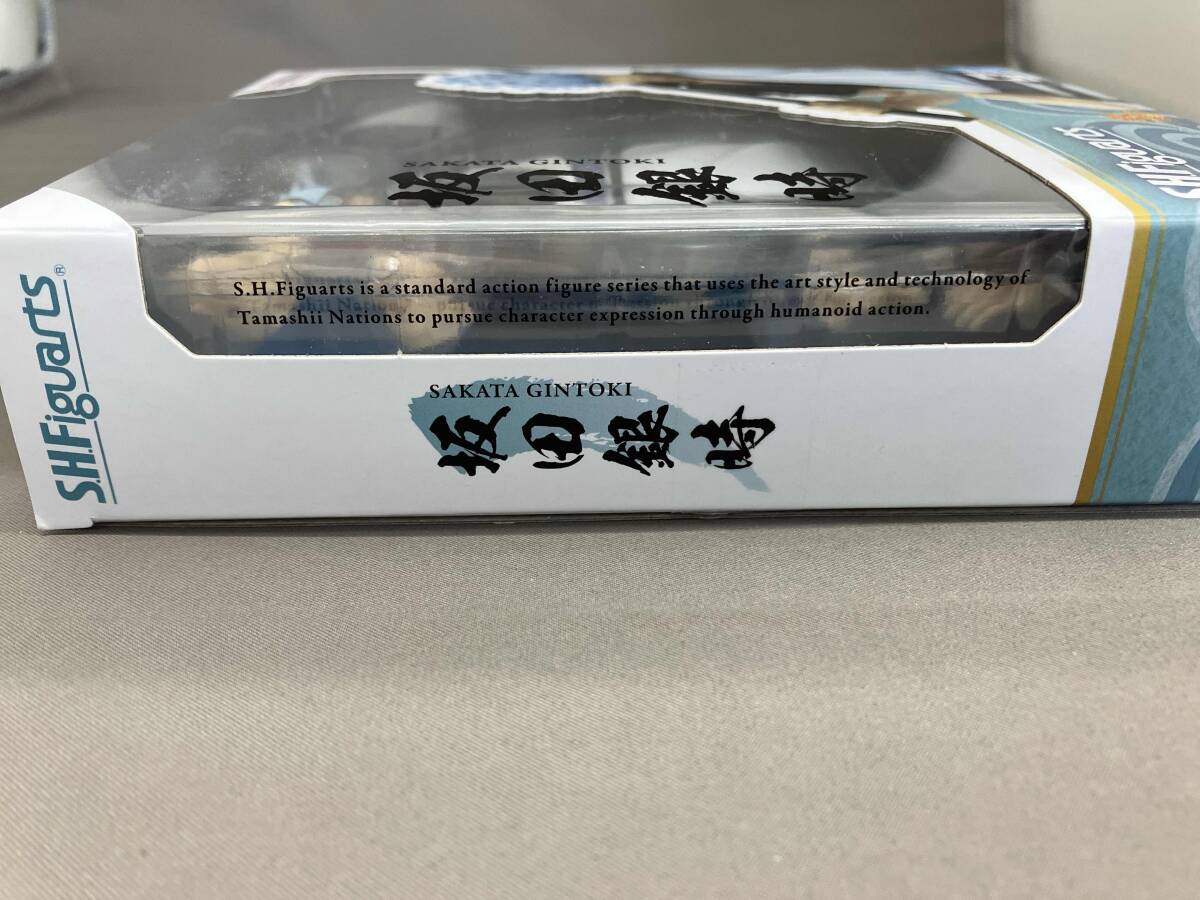 SAKATA GINTOKI
坂田銀時
S.H.Figuarts
S.H.Figuarts is a standard action figure series that uses the art style and technology of
Tamashii Nations to pursue character expression through humanoid action.
S.H.Figuarts®
SAKATA GINTOKI
坂田銀時